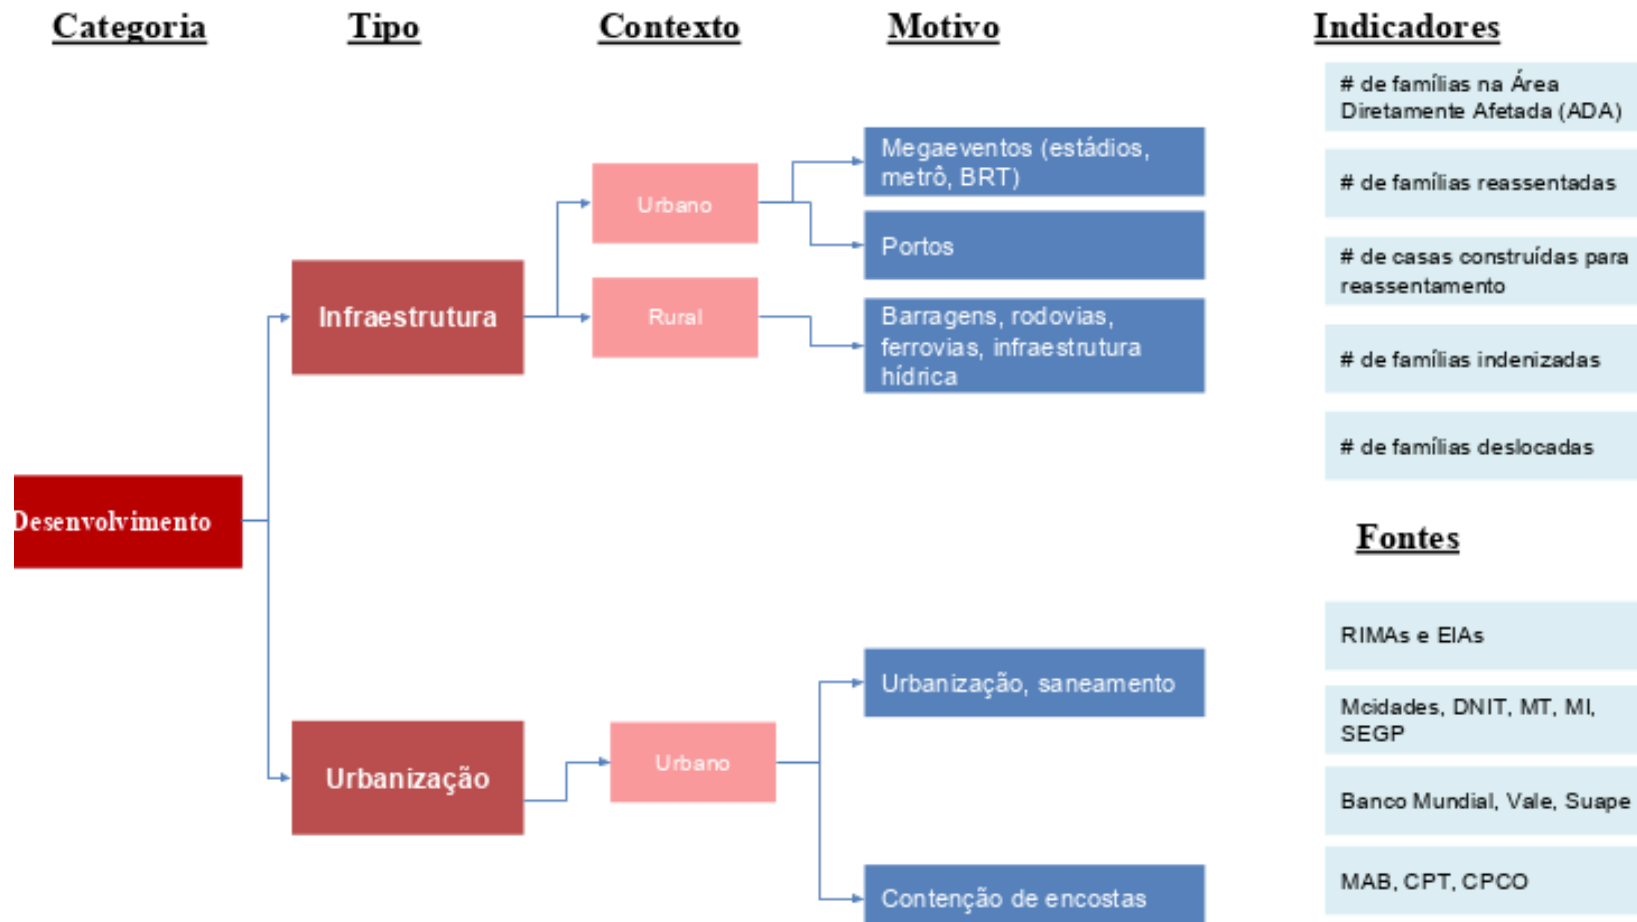 Categoria
Tipo
Contexto
Motivo
Indicadores
# de famílias na Área
Diretamente Afetada (ADA)
Megaeventos (estádios,
metrô, BRT)
# de famílias reassentadas
Urbano
Portos
# de casas construídas para
reassentamento
Infraestrutura
Rural
Barragens, rodovias,
ferrovias, infraestrutura
hídrica
# de famílias indenizadas
# de famílias deslocadas
Desenvolvimento
Fontes
RIMAs e EIAs
Urbanização, saneamento
Mcidades, DNIT, MT, MI,
SEGP
Urbanização
Urbano
Banco Mundial, Vale, Suape
Contenção de encostas
MAB, CPT, CPCO